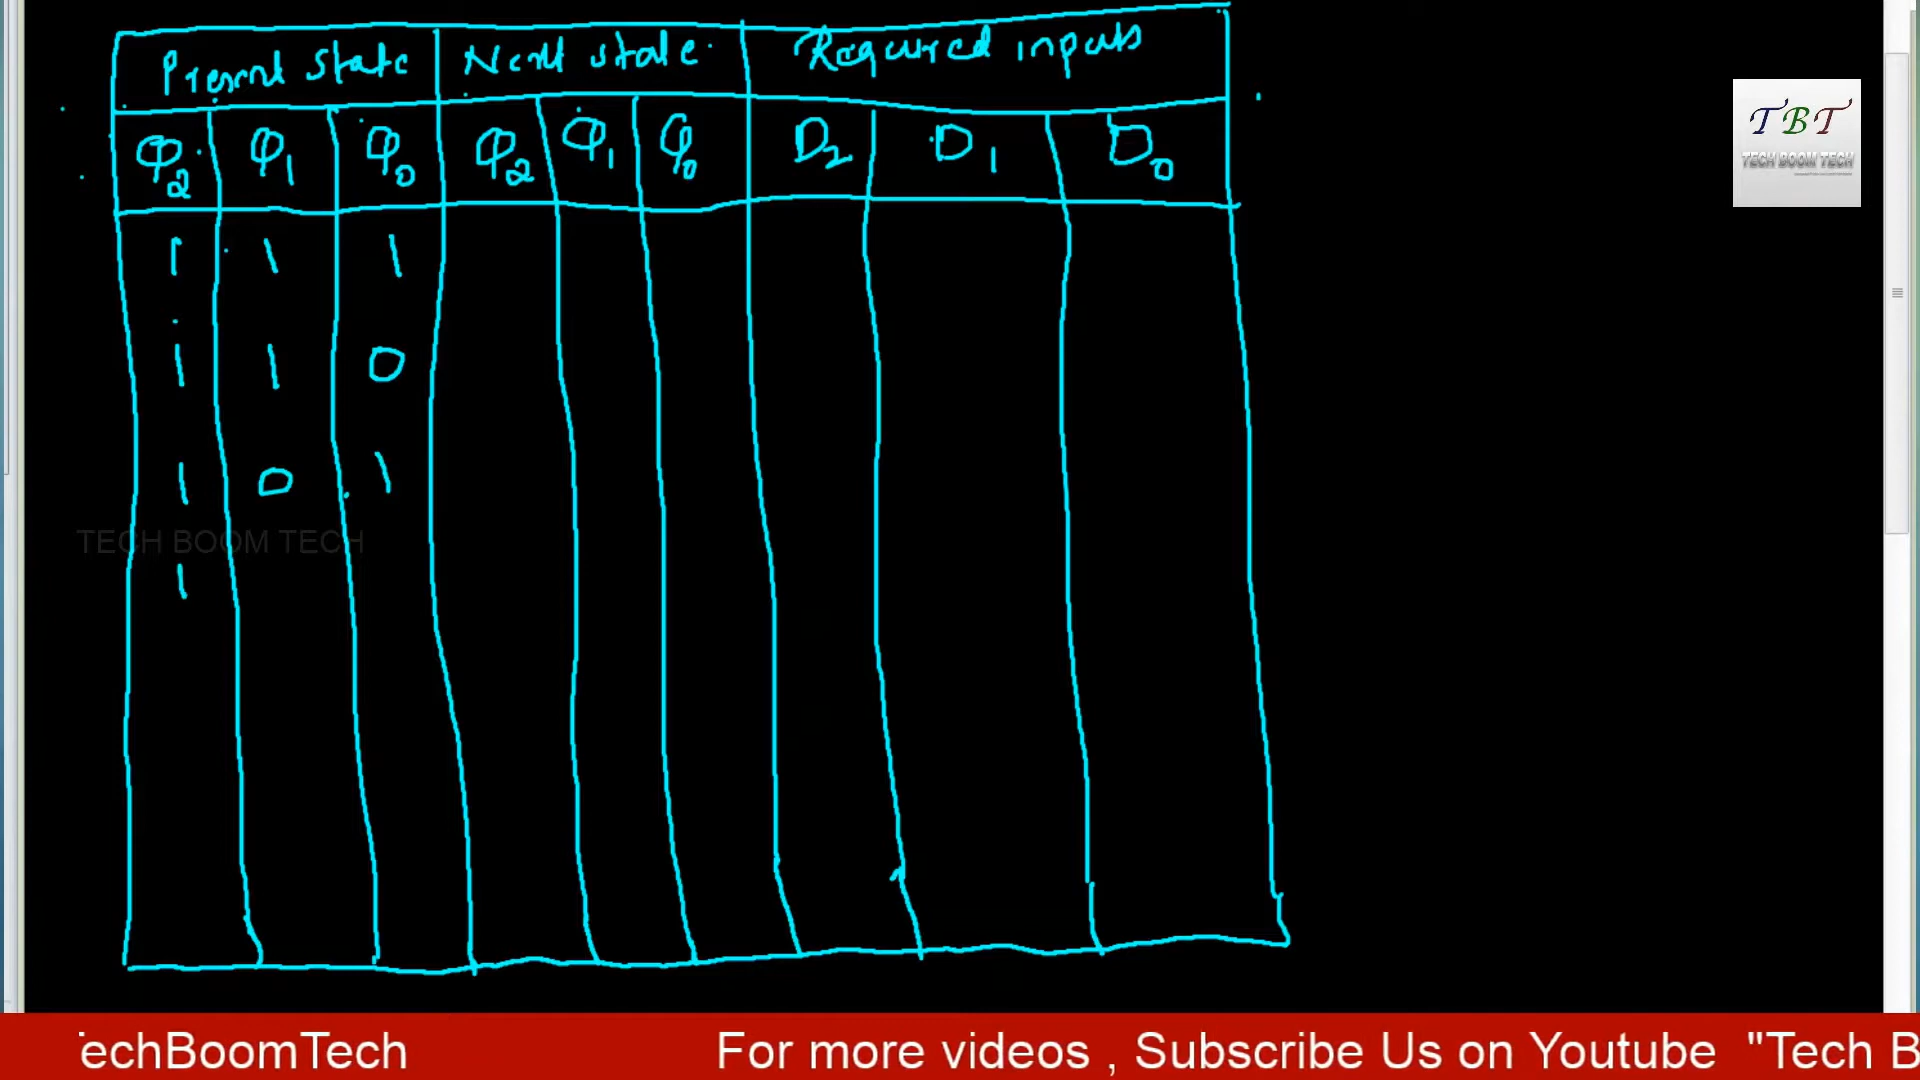 Present State Next state Required inputs
Q2 Q1 Q0 Q2 Q1 Q0 D2 D1 D0
1 1 1
1 1 0
1 0 1
1
TBT
TECH BOOM TECH
TECH BOOM TECH
echBoomTech For more videos , Subscribe Us on Youtube "Tech B